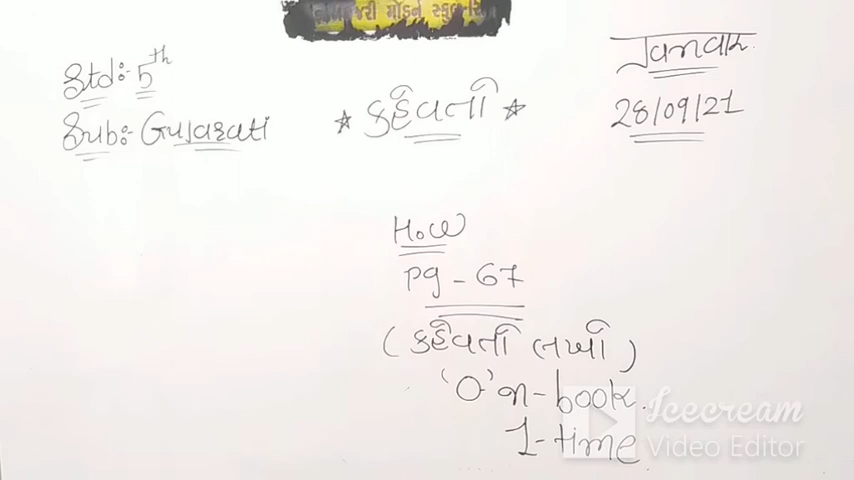 મોડર્ન સ્કુલ
Std:- 5th
Sub:- Gujarati
* કહેવતો *
28/09/21
H.W
pg - 67
(કહેવતો લખો)
'O'n-book.
1-time
Icecream
Video Editor